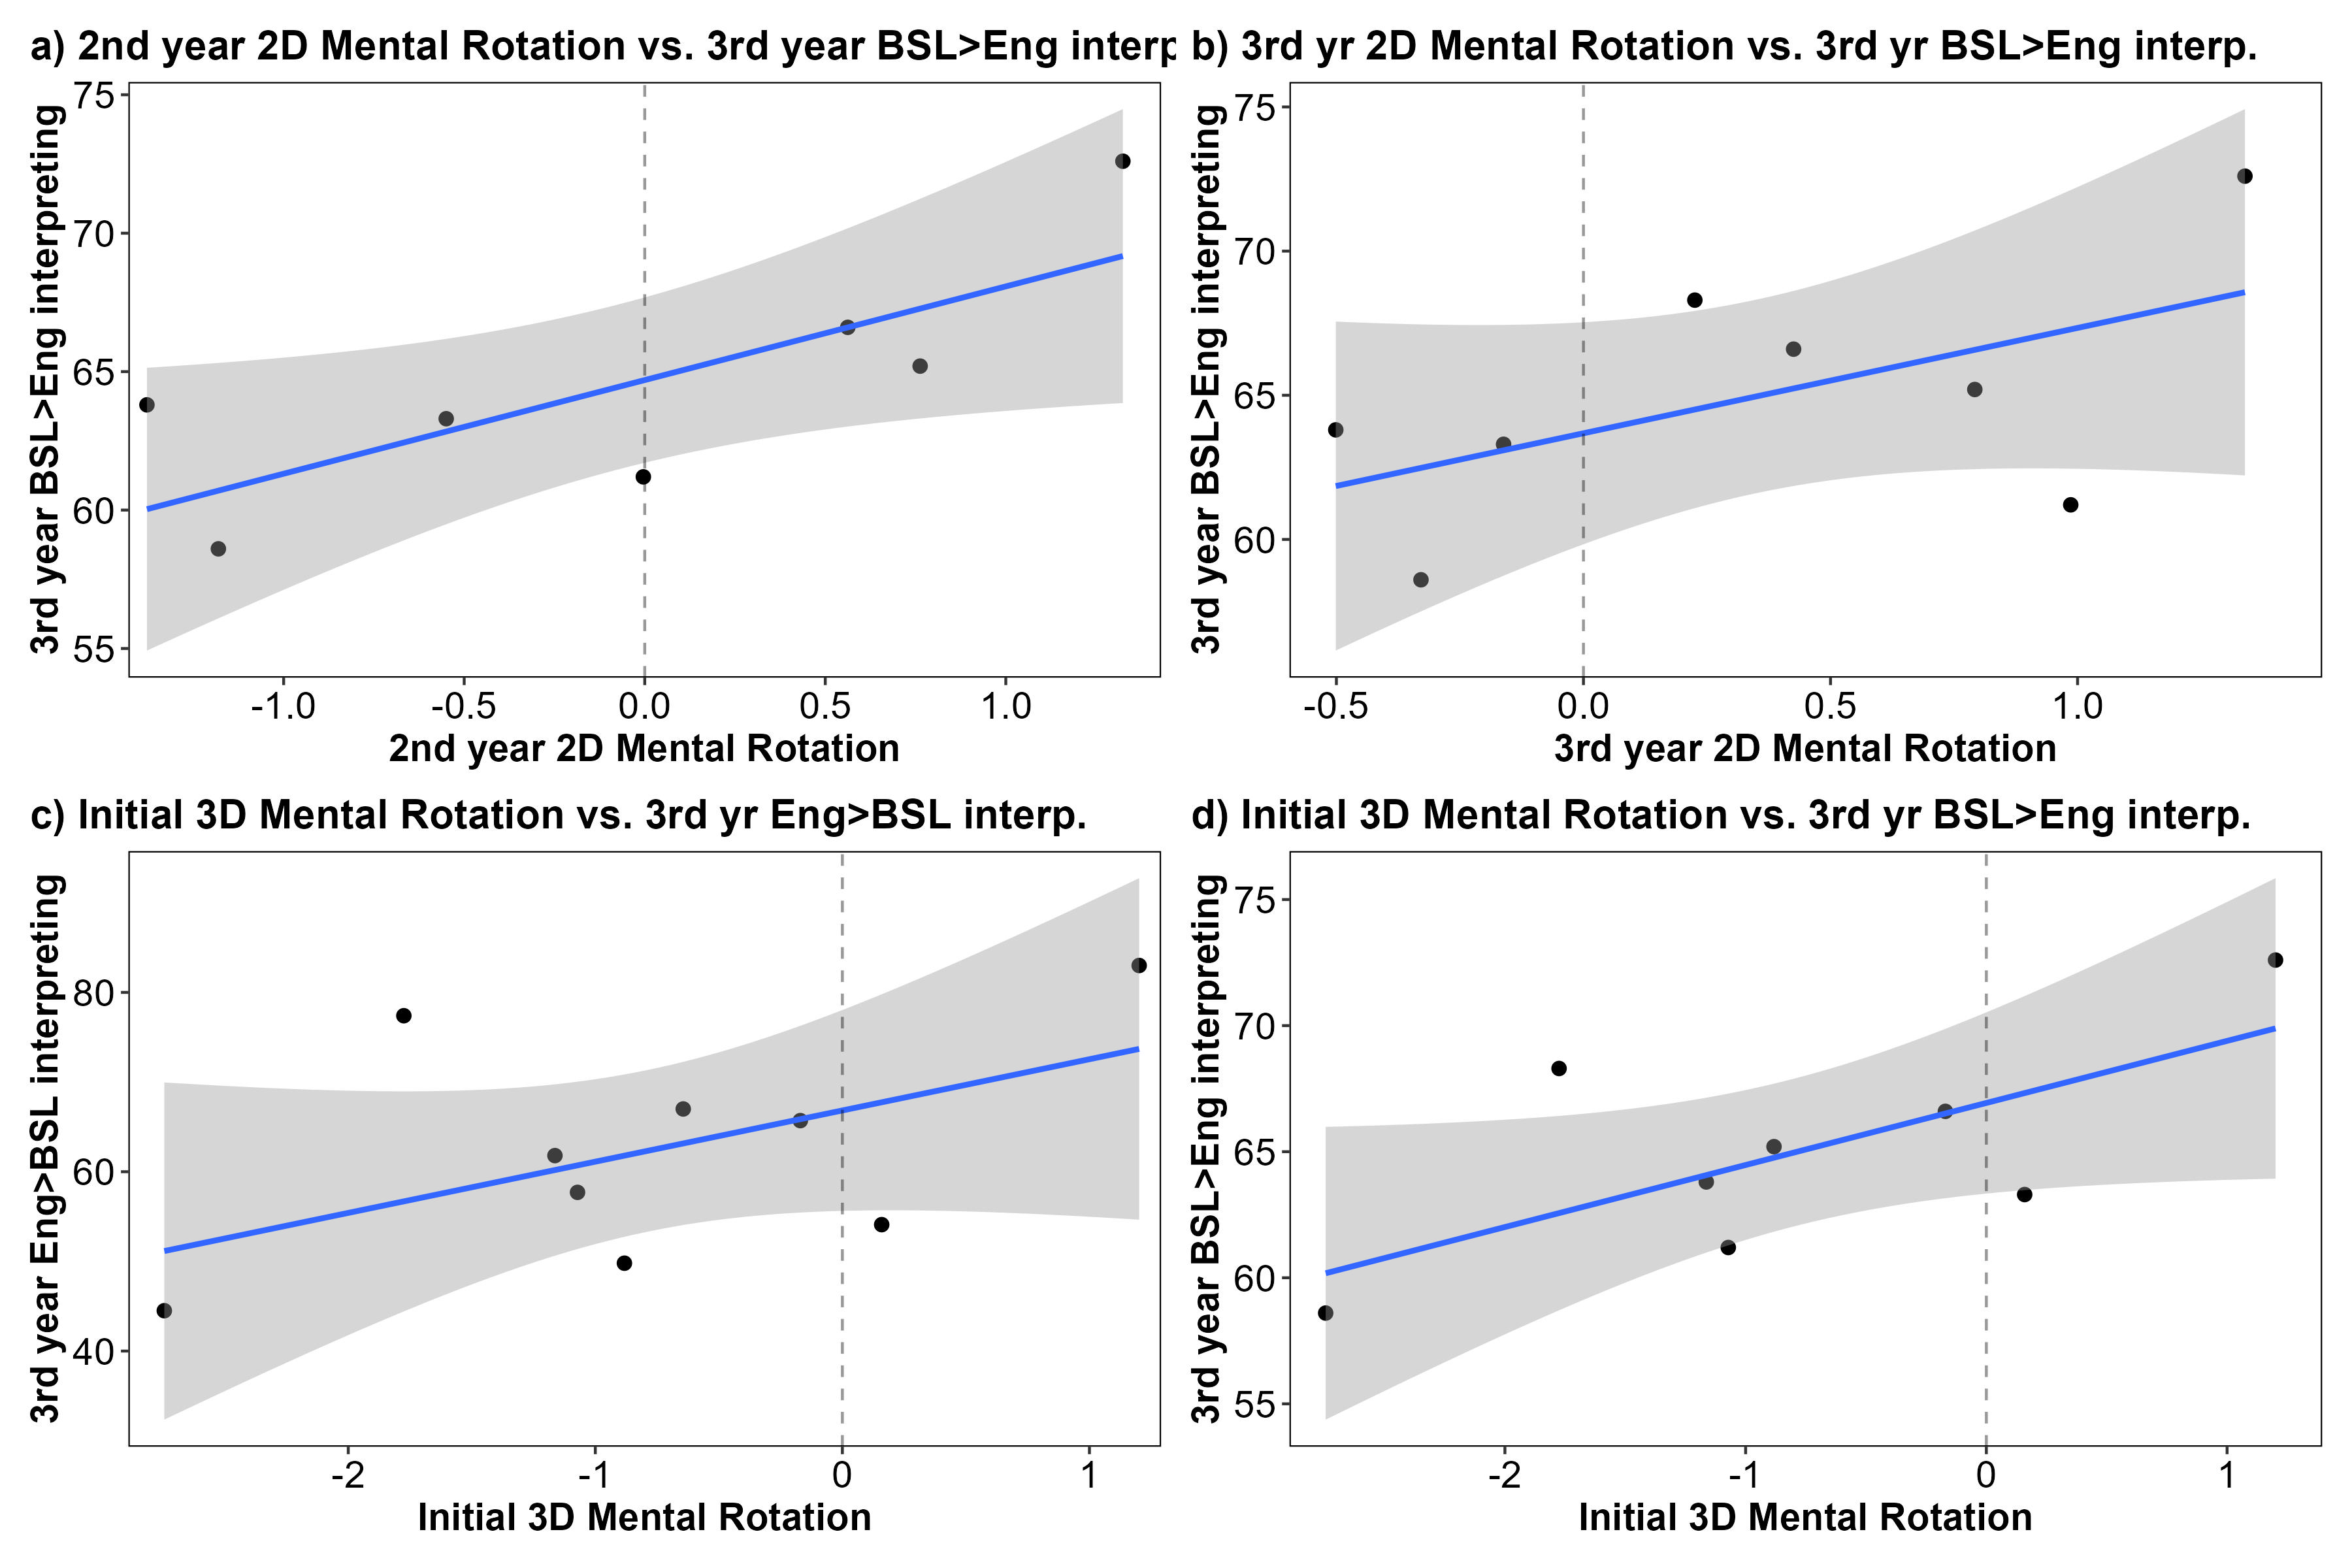 a) 2nd year 2D Mental Rotation vs. 3rd year BSL>Eng interp
3rd year BSL>Eng interpreting
75
70
65
60
55
-1.0 -0.5 0.0 0.5 1.0
2nd year 2D Mental Rotation
b) 3rd yr 2D Mental Rotation vs. 3rd yr BSL>Eng interp.
3rd year BSL>Eng interpreting
75
70
65
60
-0.5 0.0 0.5 1.0
3rd year 2D Mental Rotation
c) Initial 3D Mental Rotation vs. 3rd yr Eng>BSL interp.
3rd year Eng>BSL interpreting
80
60
40
-2 -1 0 1
Initial 3D Mental Rotation
d) Initial 3D Mental Rotation vs. 3rd yr BSL>Eng interp.
3rd year BSL>Eng interpreting
75
70
65
60
55
-2 -1 0 1
Initial 3D Mental Rotation